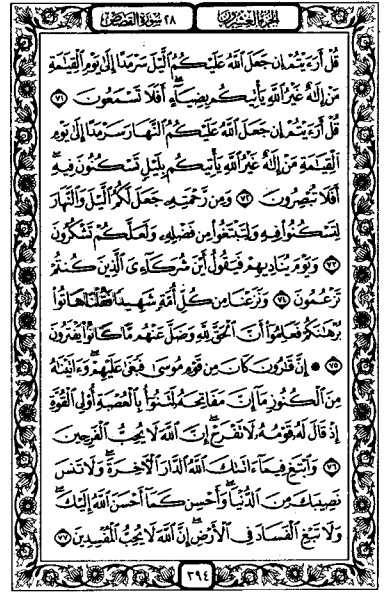 الجزء العشرون ٢٨ سورة القصص
قُلْ أَرَءَيْتُمْ إِن جَعَلَ ٱللَّهُ عَلَيْكُمُ ٱلَّيْلَ سَرْمَدًا إِلَىٰ يَوْمِ ٱلْقِيَٰمَةِ
مَنْ إِلَٰهٌ غَيْرُ ٱللَّهِ يَأْتِيكُم بِضِيَآءٍ ۖ أَفَلَا تَسْمَعُونَ ٧١
قُلْ أَرَءَيْتُمْ إِن جَعَلَ ٱللَّهُ عَلَيْكُمُ ٱلنَّهَارَ سَرْمَدًا إِلَىٰ يَوْمِ
ٱلْقِيَٰمَةِ مَنْ إِلَٰهٌ غَيْرُ ٱللَّهِ يَأْتِيكُم بِلَيْلٍ تَسْكُنُونَ فِيهِ ۖ
أَفَلَا تُبْصِرُونَ ٧٢ وَمِن رَّحْمَتِهِۦ جَعَلَ لَكُمُ ٱلَّيْلَ وَٱلنَّهَارَ
لِتَسْكُنُوا۟ فِيهِ وَلِتَبْتَغُوا۟ مِن فَضْلِهِۦ وَلَعَلَّكُمْ تَشْكُرُونَ
٧٣ وَيَوْمَ يُنَادِيهِمْ فَيَقُولُ أَيْنَ شُرَكَآءِىَ ٱلَّذِينَ كُنتُمْ
تَزْعُمُونَ ٧٤ وَنَزَعْنَا مِن كُلِّ أُمَّةٍ شَهِيدًا فَقُلْنَا هَاتُوا۟
بُرْهَٰنَكُمْ فَعَلِمُوٓا۟ أَنَّ ٱلْحَقَّ لِلَّهِ وَضَلَّ عَنْهُم مَّا كَانُوا۟ يَفْتَرُونَ
٧٥ ۞ إِنَّ قَٰرُونَ كَانَ مِن قَوْمِ مُوسَىٰ فَبَغَىٰ عَلَيْهِمْ ۖ وَءَاتَيْنَٰهُ
مِنَ ٱلْكُنُوزِ مَآ إِنَّ مَفَاتِحَهُۥ لَتَنُوٓأُ بِٱلْعُصْبَةِ أُو۟لِى ٱلْقُوَّةِ
إِذْ قَالَ لَهُۥ قَوْمُهُۥ لَا تَفْرَحْ ۖ إِنَّ ٱللَّهَ لَا يُحِبُّ ٱلْفَرِحِينَ
٧٦ وَٱبْتَغِ فِيمَآ ءَاتَىٰكَ ٱللَّهُ ٱلدَّارَ ٱلْءَاخِرَةَ ۖ وَلَا تَنسَ
نَصِيبَكَ مِنَ ٱلدُّنْيَا ۖ وَأَحْسِن كَمَآ أَحْسَنَ ٱللَّهُ إِلَيْكَ ۖ
وَلَا تَبْغِ ٱلْفَسَادَ فِى ٱلْأَرْضِ ۖ إِنَّ ٱللَّهَ لَا يُحِبُّ ٱلْمُفْسِدِينَ ٧٧
٣٩٤